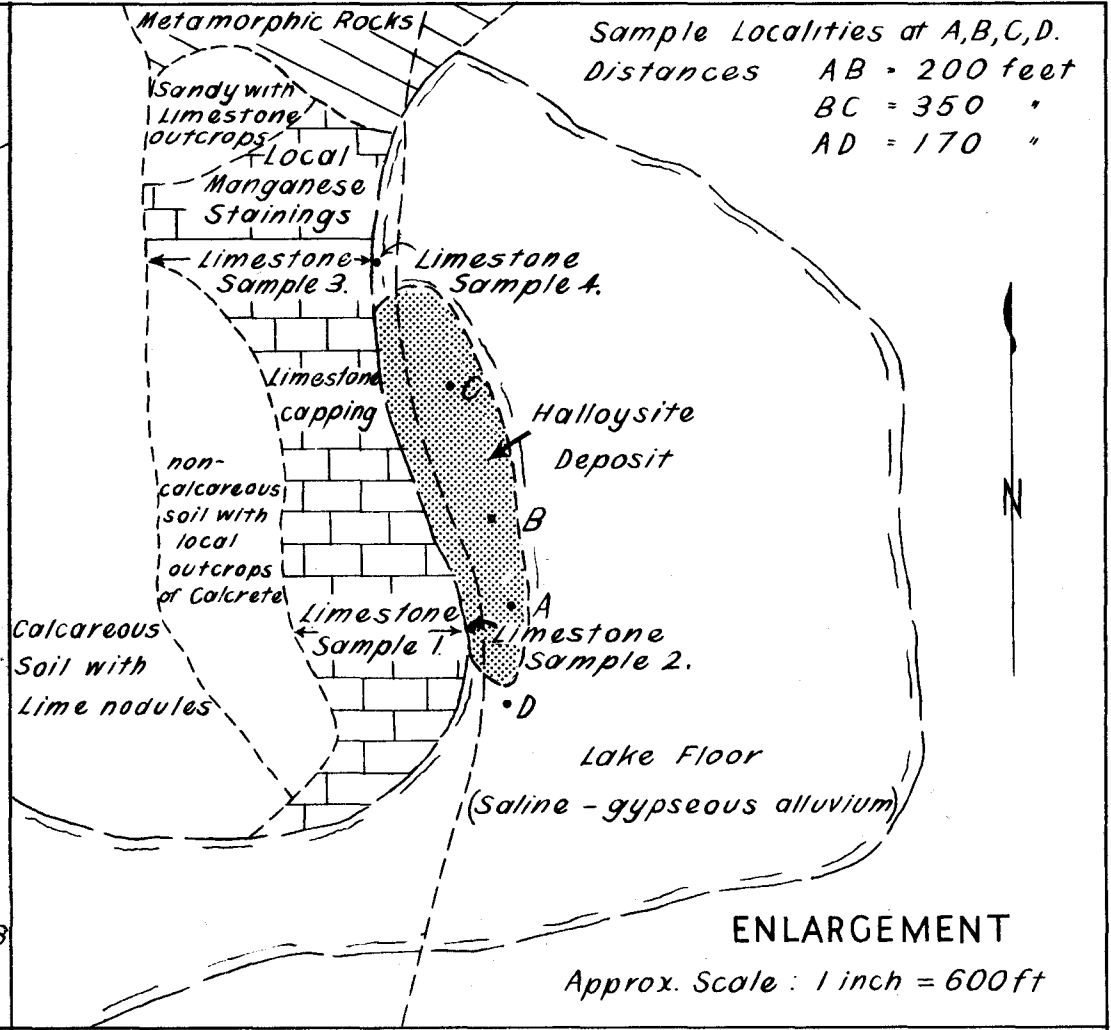 Metamorphic Rocks
Sample Localities at A,B,C,D.
Distances AB = 200 feet
BC = 350 "
AD = 170 "
Sandy with
Limestone
outcrops
Local
Manganese
Stainings
Limestone
Sample 3.
Limestone
Sample 4.
Limestone
capping
C
Halloysite
Deposit
N
non-
calcareous
soil with
local
outcrops
of Calcrete
B
A
Limestone
Sample 1.
Limestone
Sample 2.
Calcareous
Soil with
Lime nodules
D
Lake Floor
(Saline - gypseous alluvium)
ENLARGEMENT
Approx. Scale : 1 inch = 600 ft